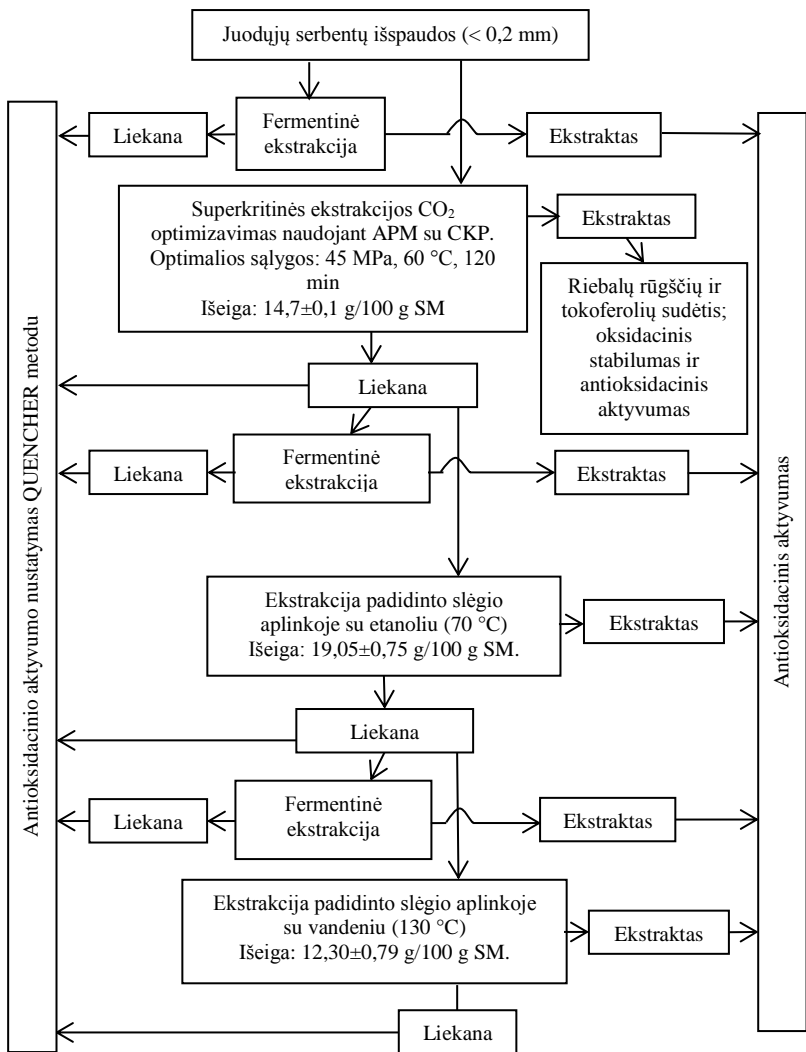 Juodųjų serbentų išspaudos (< 0,2 mm)
Liekana
Fermentinė
ekstrakcija
Ekstraktas
Superkritinės ekstrakcijos CO₂
optimizavimas naudojant APM su CKP.
Optimalios sąlygos: 45 MPa, 60 °C, 120
min
Išeiga: 14,7±0,1 g/100 g SM
Ekstraktas
Riebalų rūgščių ir
tokoferolių sudėtis;
oksidacinis
stabilumas ir
antioksidacinis
aktyvumas
Liekana
Liekana
Fermentinė
ekstrakcija
Ekstraktas
Ekstrakcija padidinto slėgio
aplinkoje su etanoliu (70 °C)
Išeiga: 19,05±0,75 g/100 g SM.
Ekstraktas
Liekana
Liekana
Fermentinė
ekstrakcija
Ekstraktas
Ekstrakcija padidinto slėgio aplinkoje
su vandeniu (130 °C)
Išeiga: 12,30±0,79 g/100 g SM.
Ekstraktas
Liekana
Antioksidacinio aktyvumo nustatymas QUENCHER metodu
Antioksidacinis aktyvumas